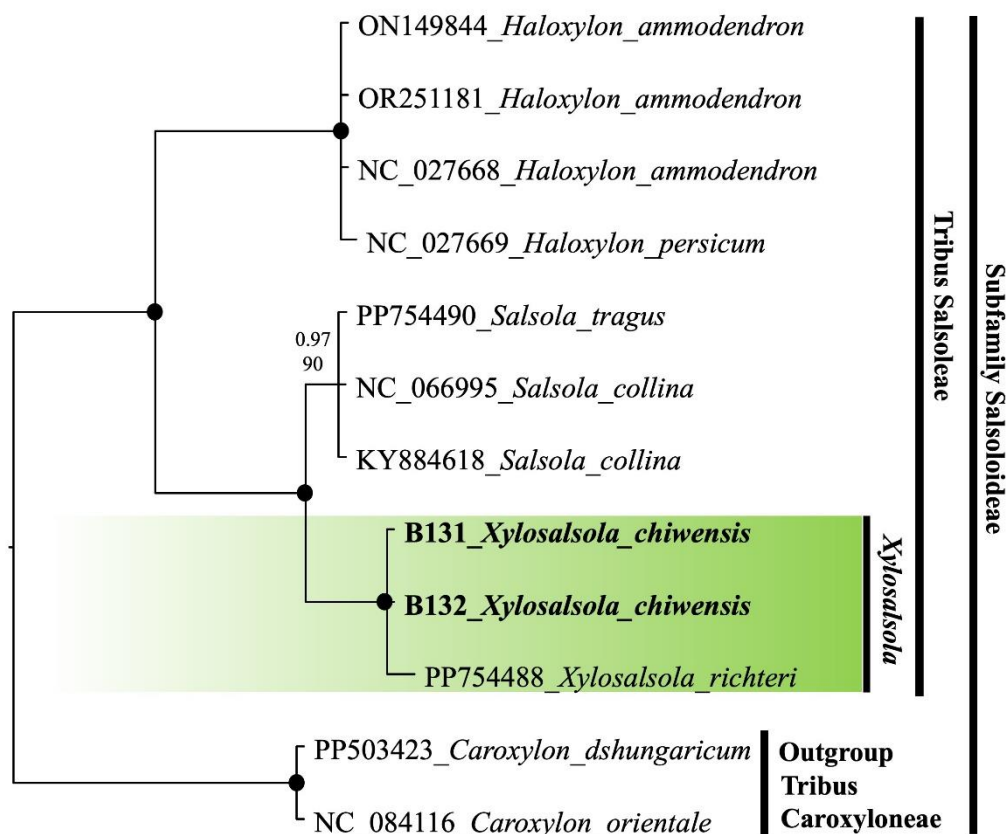 ON149844_Haloxylon_ammodendron
OR251181_Haloxylon_ammodendron
NC_027668_Haloxylon_ammodendron
NC_027669_Haloxylon_persicum
PP754490_Salsola_tragus
0.97
90
NC_066995_Salsola_collina
KY884618_Salsola_collina
B131_Xylosalsola_chiwensis
B132_Xylosalsola_chiwensis
PP754488_Xylosalsola_richteri
Xylosalsola
Tribus Salsoleae
Subfamily Salsoloideae
PP503423_Caroxylon_dshungaricum
NC_084116_Caroxylon_orientale
Outgroup
Tribus
Caroxyloneae